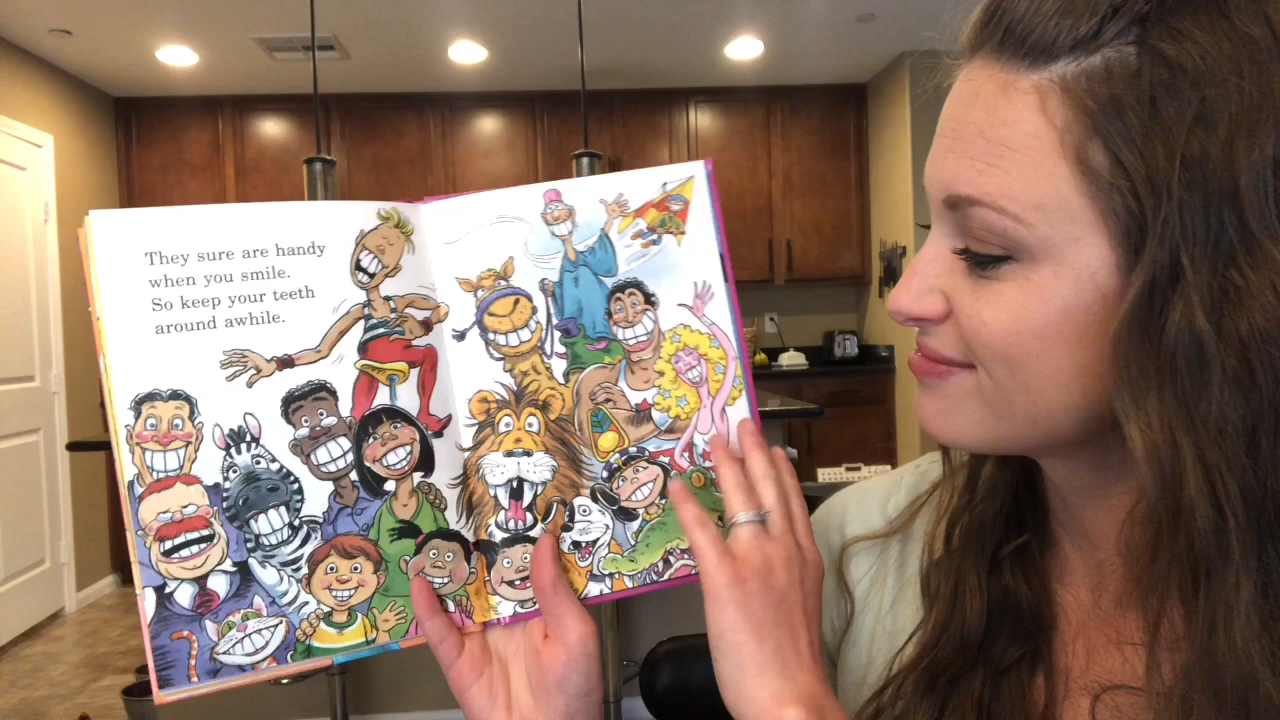 They sure are handy
when you smile.
So keep your teeth
around awhile.